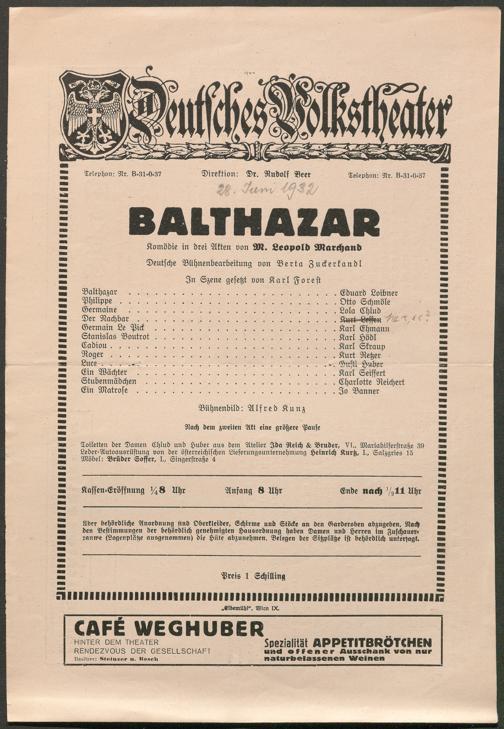 Deutsches Volkstheater
Telephon: Nr. B-31-0-37 Direktion: Dr. Rudolf Beer Telephon: Nr. B-31-0-37
28. Juni 1932
BALTHAZAR
Komödie in drei Akten von M. Leopold Marchand
Deutsche Bühnenbearbeitung von Berta Zuckerkandl
In Szene gesetzt von Karl Forest
Balthazar . . . . . Eduard Loibner
Philippe . . . . . Otto Schmöle
Germaine . . . . . Lola Chlud
Der Nachbar . . . . . Kurt Lessen
Germain Le Pick . . . . . Karl Ehmann
Stanislas Boutrot . . . . . Karl Hödl
Cadiou . . . . . Karl Skraup
Roger . . . . . Kurt Retzer
Luce . . . . . Gusti Huber
Ein Wächter . . . . . Karl Seiffert
Stubenmädchen . . . . . Charlotte Reichert
Ein Matrose . . . . . Jo Banner
Bühnenbild: Alfred Kunz
Nach dem zweiten Akt eine größere Pause
Toiletten der Damen Chlud und Huber aus dem Atelier Ida Reich & Bruder, VI., Mariahilferstraße 39
Leder-Autoausrüstung von der österreichischen Lieferungsunternehmung Heinrich Kurtz, I., Salzgries 15
Möbel: Brüder Soffer, I., Singerstraße 4
Kassen-Eröffnung ¼8 Uhr Anfang 8 Uhr Ende nach ½11 Uhr
Über behördliche Anordnung sind Oberkleider, Schirme und Stöcke an den Garderoben abzugeben. Nach
den Bestimmungen der behördlich genehmigten Hausordnung haben Damen und Herren im Zuschauer-
raume (Logenplätze ausgenommen) die Hüte abzunehmen. Belegen der Sitzplätze ist behördlich untersagt.
Preis 1 Schilling
„Elbemühl“, Wien IX.
CAFÉ WEGHUBER
HINTER DEM THEATER
RENDEZVOUS DER GESELLSCHAFT
Besitzer: Steinzer u. Rosch
Spezialität APPETITBRÖTCHEN
und offener Ausschank von nur
naturbelassenen Weinen